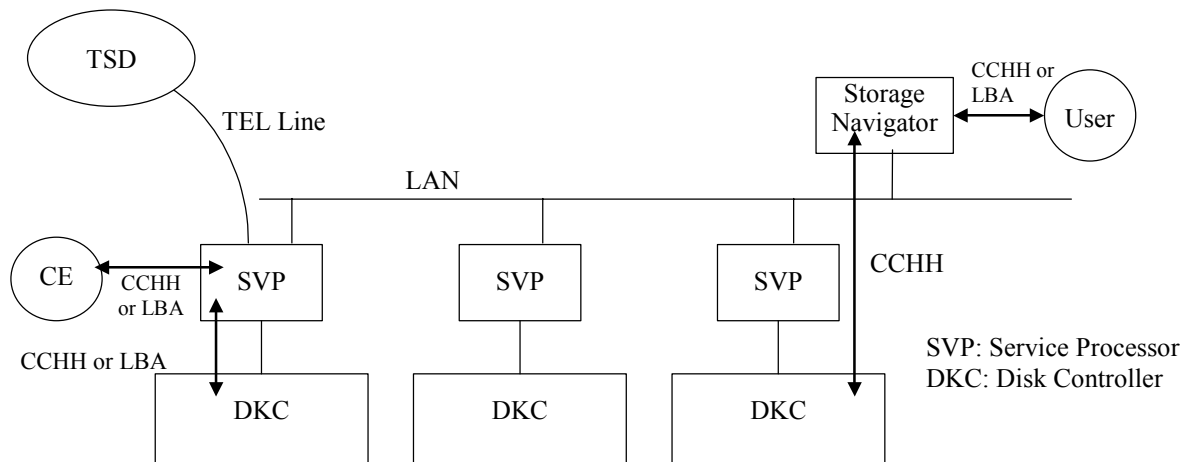 TSD
TEL Line
LAN
Storage
Navigator
CCHH or
LBA
User
CE
CCHH
or LBA
SVP
SVP
SVP
CCHH
CCHH or LBA
DKC
DKC
DKC
SVP: Service Processor
DKC: Disk Controller